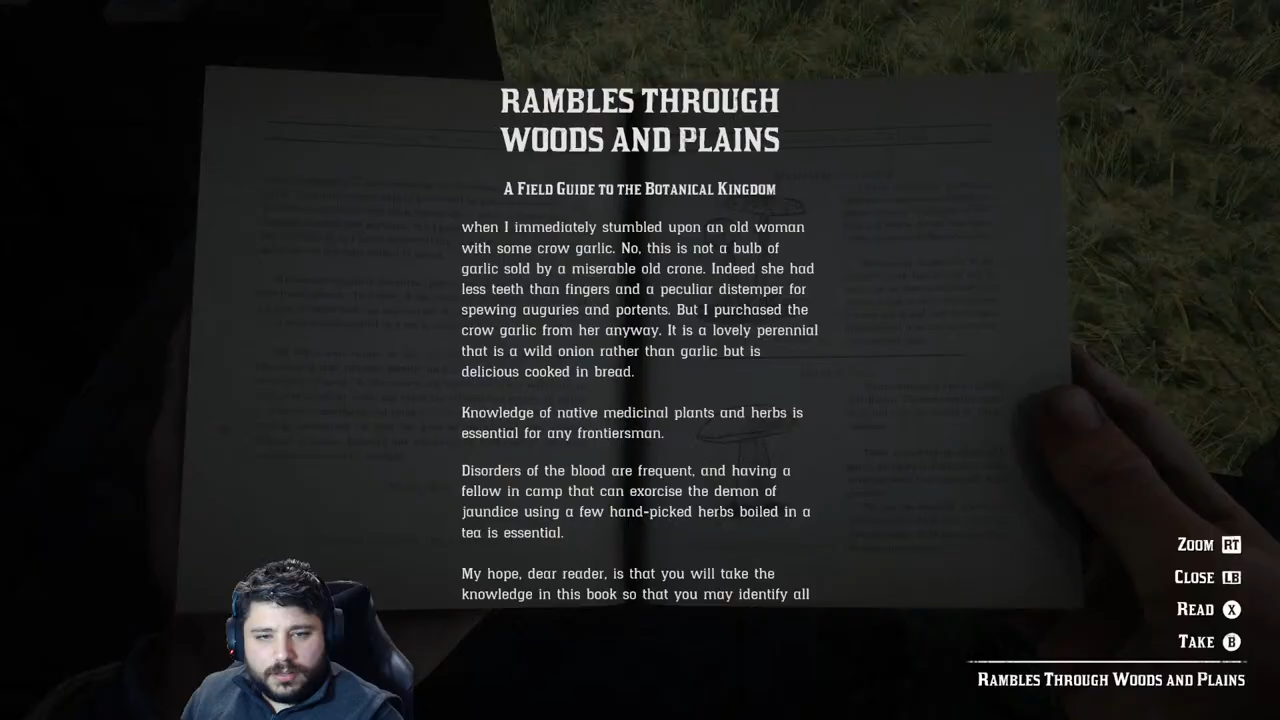 RAMBLES THROUGH
WOODS AND PLAINS
A FIELD GUIDE TO THE BOTANICAL KINGDOM
when I immediately stumbled upon an old woman
with some crow garlic. No, this is not a bulb of
garlic sold by a miserable old crone. Indeed she had
less teeth than fingers and a peculiar distemper for
spewing auguries and portents. But I purchased the
crow garlic from her anyway. It is a lovely perennial
that is a wild onion rather than garlic but is
delicious cooked in bread.
Knowledge of native medicinal plants and herbs is
essential for any frontiersman.
Disorders of the blood are frequent, and having a
fellow in camp that can exorcise the demon of
jaundice using a few hand-picked herbs boiled in a
tea is essential.
My hope, dear reader, is that you will take the
knowledge in this book so that you may identify all
ZOOM RT
CLOSE LB
READ X
TAKE B
RAMBLES THROUGH WOODS AND PLAINS